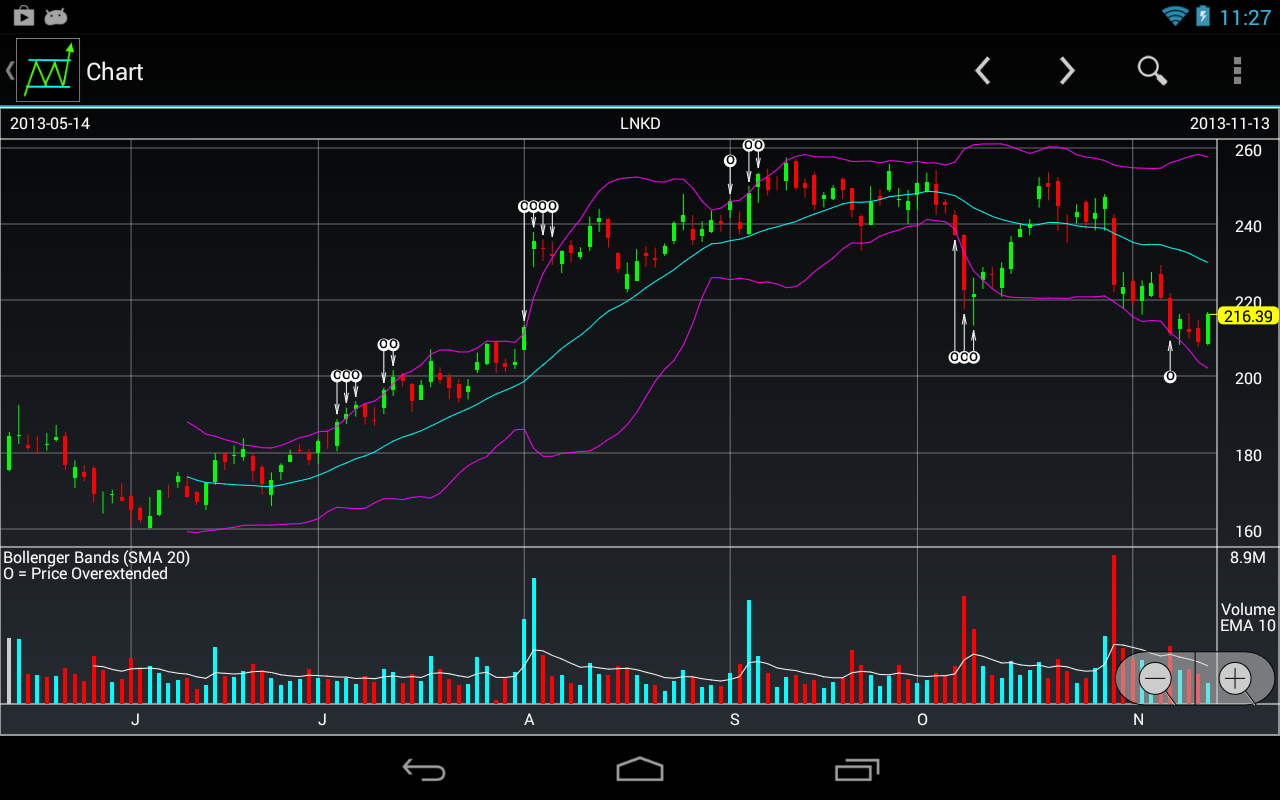 11:27
Chart
2013-05-14 LNKD 2013-11-13
260
O O
O
O O O O
240
220
216.39
O O
O O O
O O O
O
200
180
160
Bollenger Bands (SMA 20)
O = Price Overextended
8.9M
Volume
EMA 10
J J A S O N